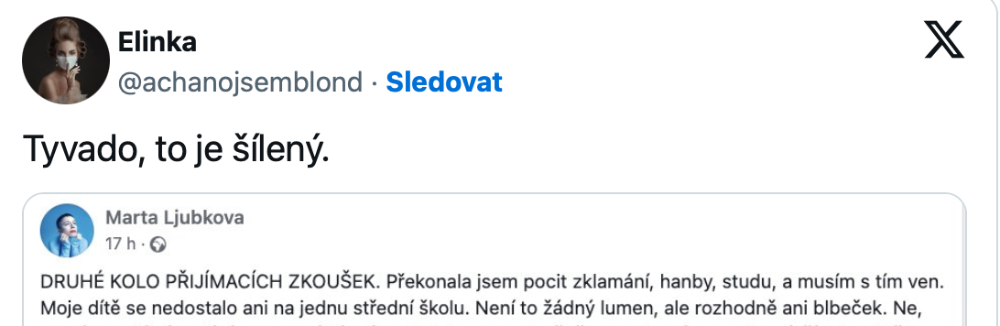 Elinka
@achanojsemblond · Sledovat
Tyvado, to je šílený.
Marta Ljubkova
17 h ·
DRUHÉ KOLO PŘIJÍMACÍCH ZKOUŠEK. Překonala jsem pocit zklamání, hanby, studu, a musím s tím ven.
Moje dítě se nedostalo ani na jednu střední školu. Není to žádný lumen, ale rozhodně ani blbeček. Ne,